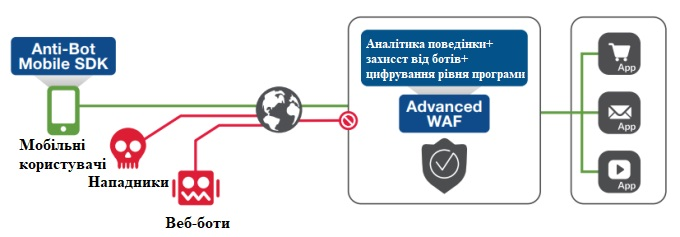 Anti-Bot
Mobile SDK
Мобільні
користувачі
Нападники
Веб-боти
Аналітика поведінки+
захисст від ботів+
цифрування рівня програми
Advanced
WAF
App
App
App